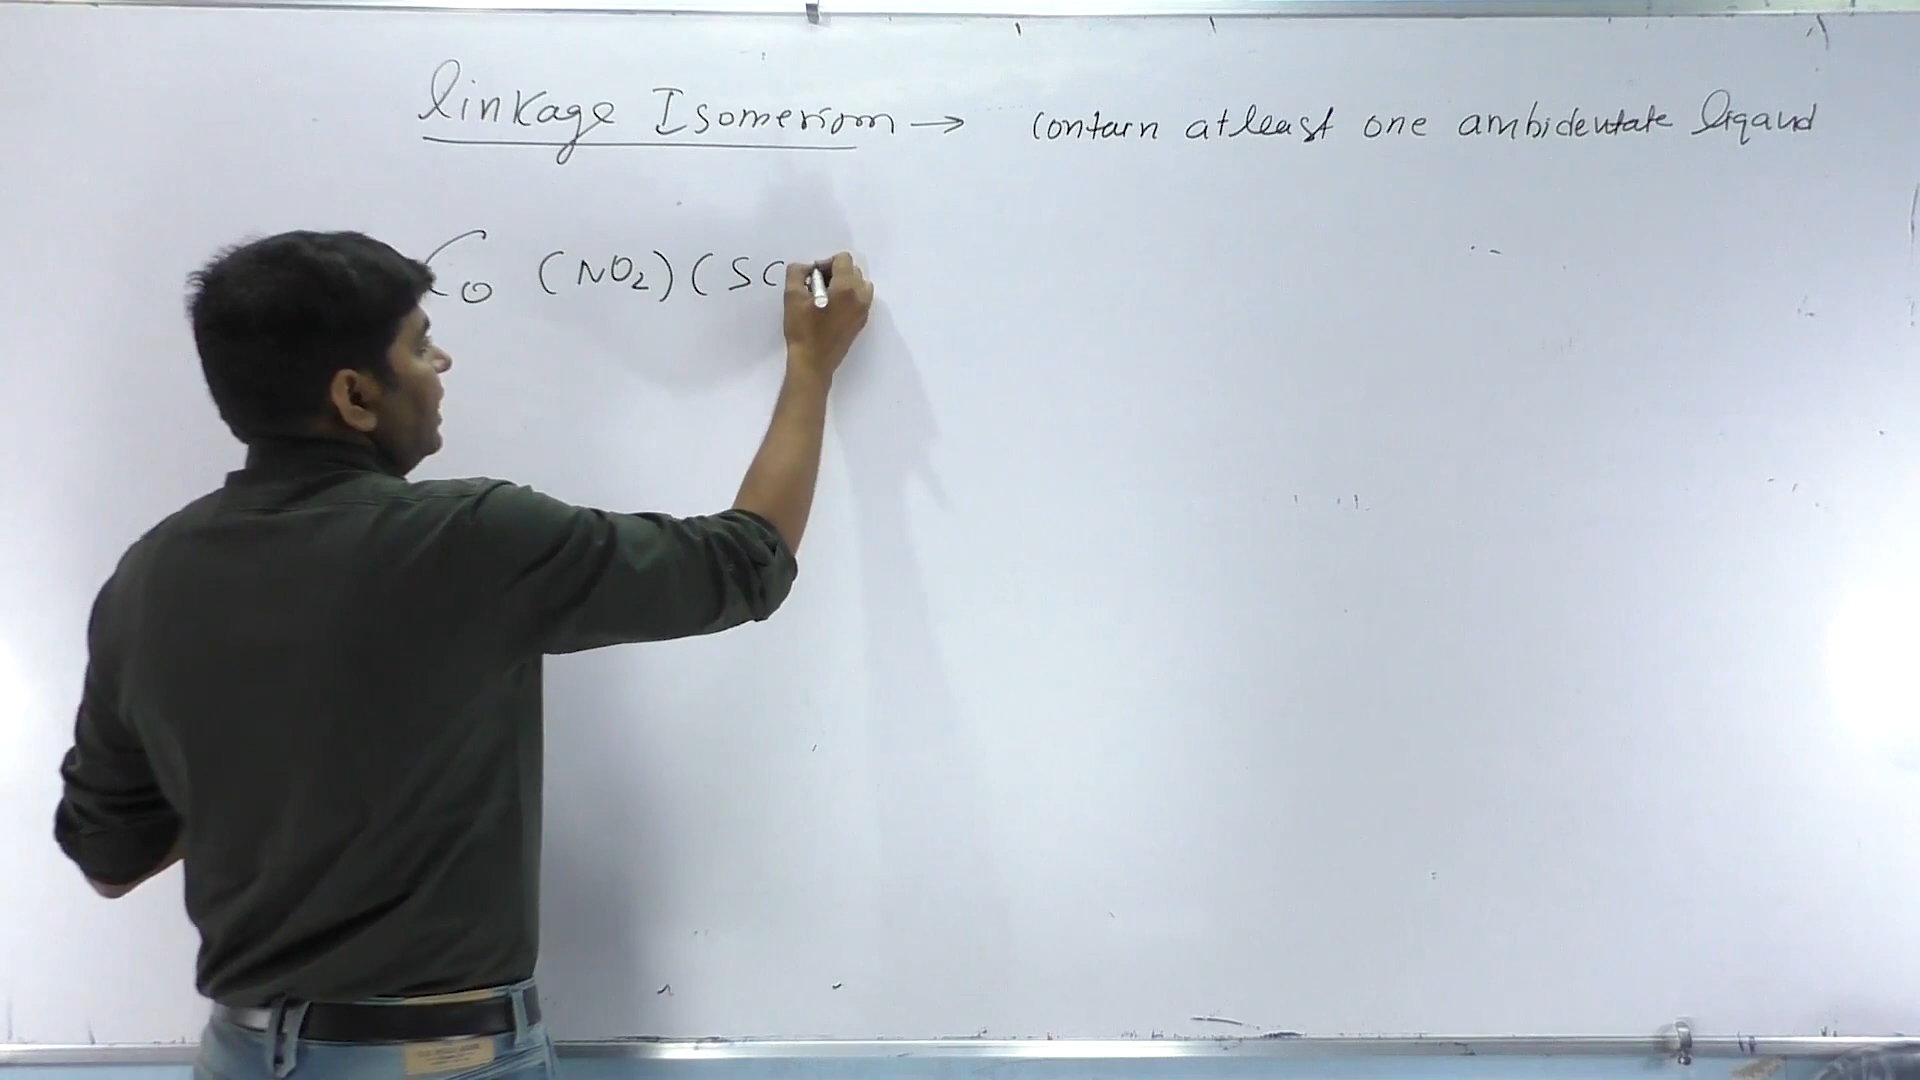 linkage Isomerism → contain atleast one ambidentate ligand
Co (NO₂) (SC